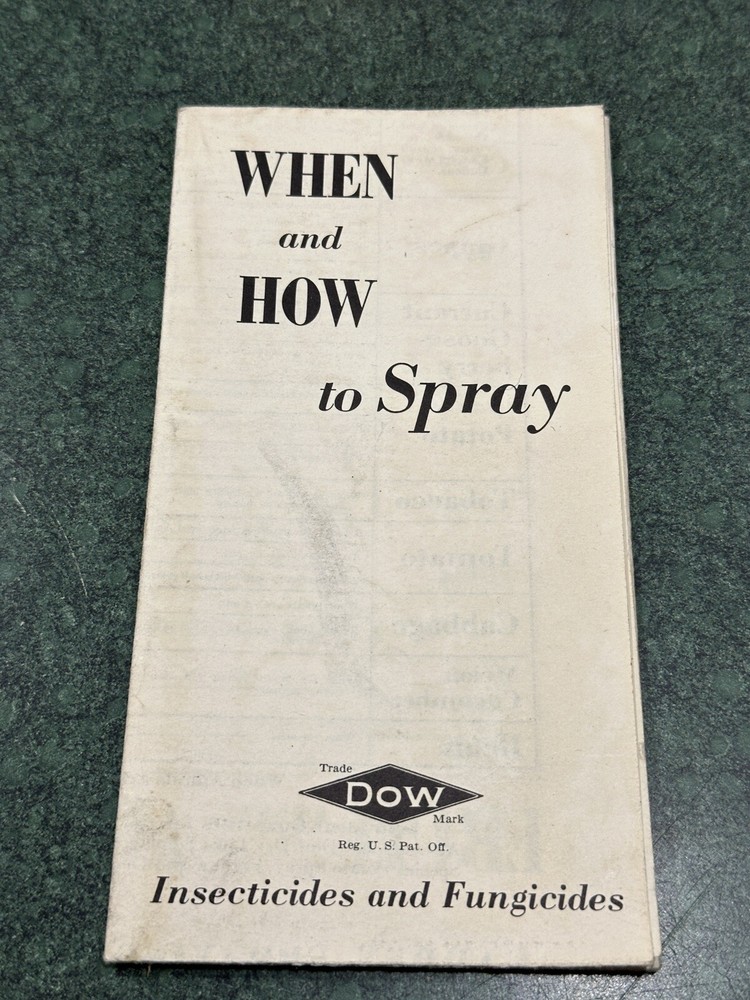 WHEN
and
HOW
to Spray
Trade
DOW
Mark
Reg. U. S. Pat. Off.
Insecticides and Fungicides